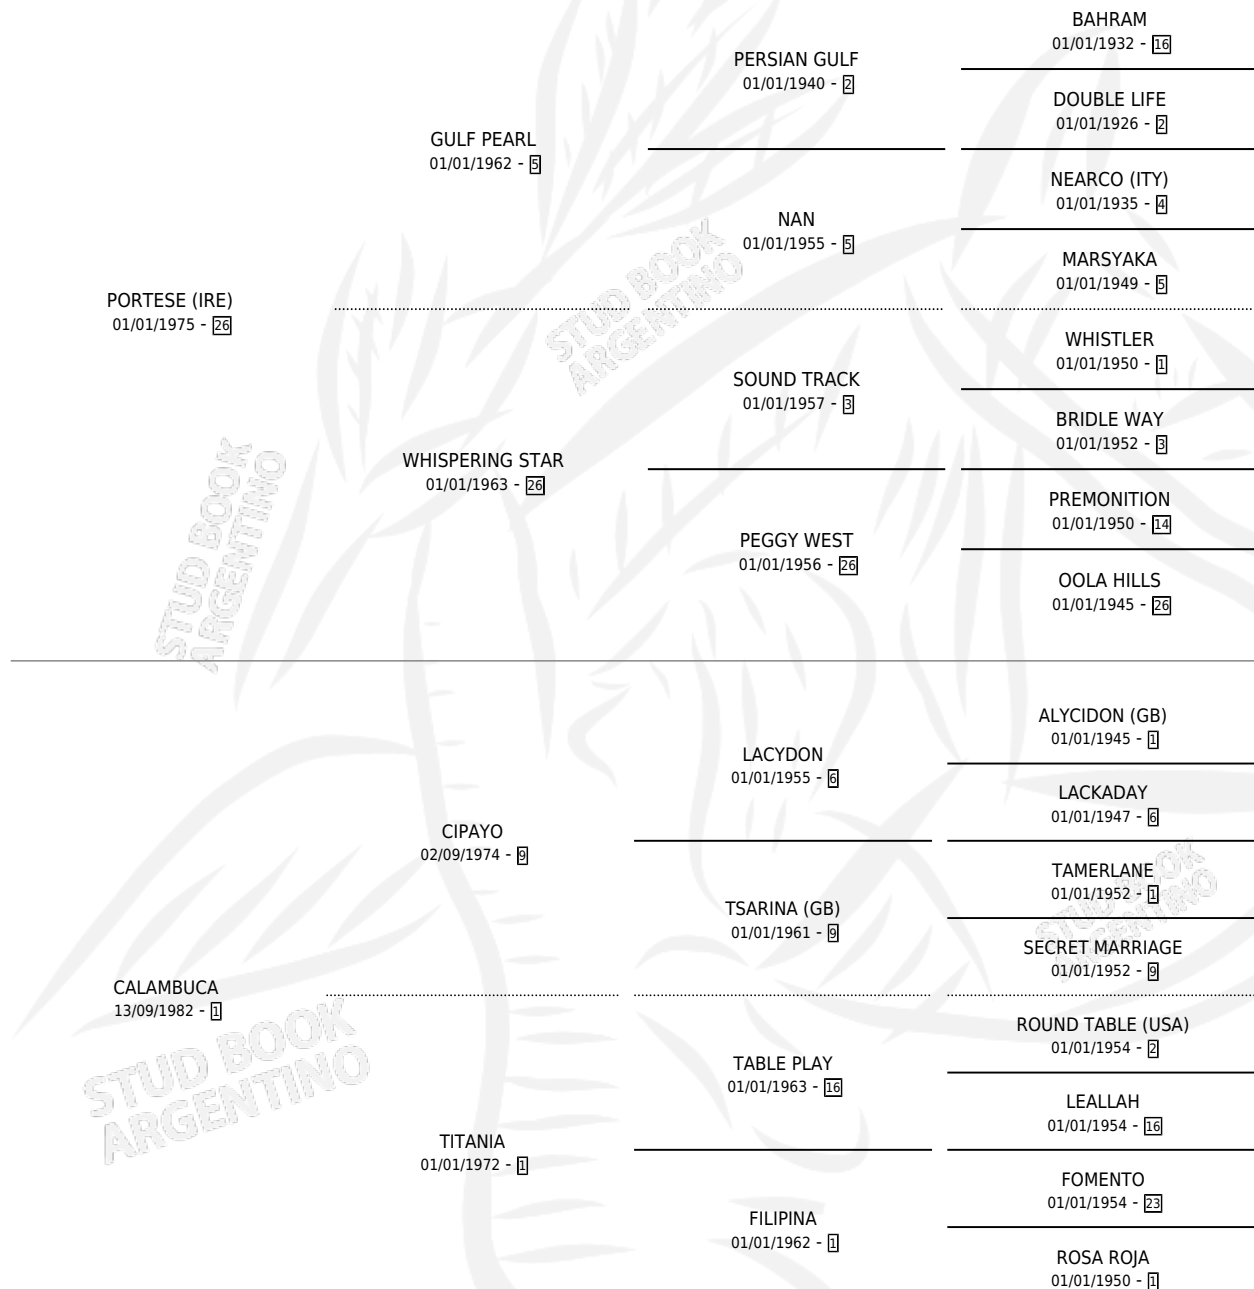 BAHRAM
01/01/1932 - 16
PERSIAN GULF
01/01/1940 - 2
DOUBLE LIFE
01/01/1926 - 2
GULF PEARL
01/01/1962 - 5
NEARCO (ITY)
01/01/1935 - 4
NAN
01/01/1955 - 5
MARSYAKA
01/01/1949 - 5
PORTESE (IRE)
01/01/1975 - 26
WHISTLER
01/01/1950 - 1
SOUND TRACK
01/01/1957 - 3
BRIDLE WAY
01/01/1952 - 3
WHISPERING STAR
01/01/1963 - 26
PREMONITION
01/01/1950 - 14
PEGGY WEST
01/01/1956 - 26
OOLA HILLS
01/01/1945 - 26
ALYCIDON (GB)
01/01/1945 - 1
LACYDON
01/01/1955 - 6
LACKADAY
01/01/1947 - 6
CIPAYO
02/09/1974 - 9
TAMERLANE
01/01/1952 - 1
TSARINA (GB)
01/01/1961 - 9
SECRET MARRIAGE
01/01/1952 - 9
CALAMBUCA
13/09/1982 - 1
ROUND TABLE (USA)
01/01/1954 - 2
TABLE PLAY
01/01/1963 - 16
LEALLAH
01/01/1954 - 16
TITANIA
01/01/1972 - 1
FOMENTO
01/01/1954 - 23
FILIPINA
01/01/1962 - 1
ROSA ROJA
01/01/1950 - 1
STUD BOOK
ARGENTINO
STUD BOOK
ARGENTINO
STUD BOOK
ARGENTINO
STUD BOOK
ARGENTINO